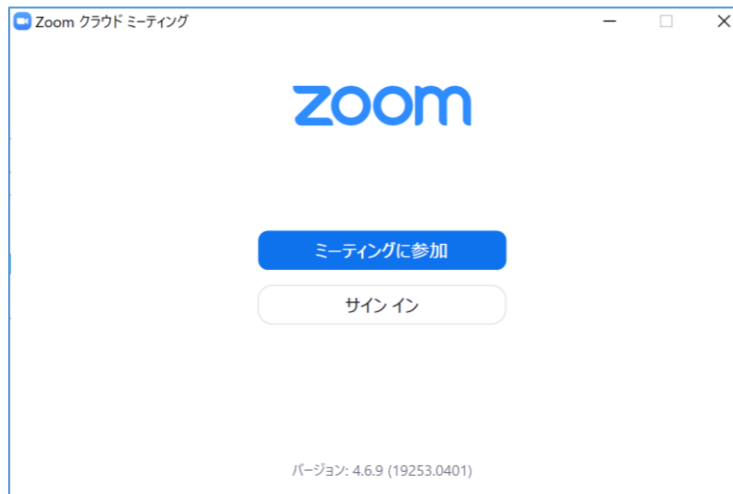 Zoom クラウド ミーティング
zoom
ミーティングに参加
サイン イン
バージョン: 4.6.9 (19253.0401)